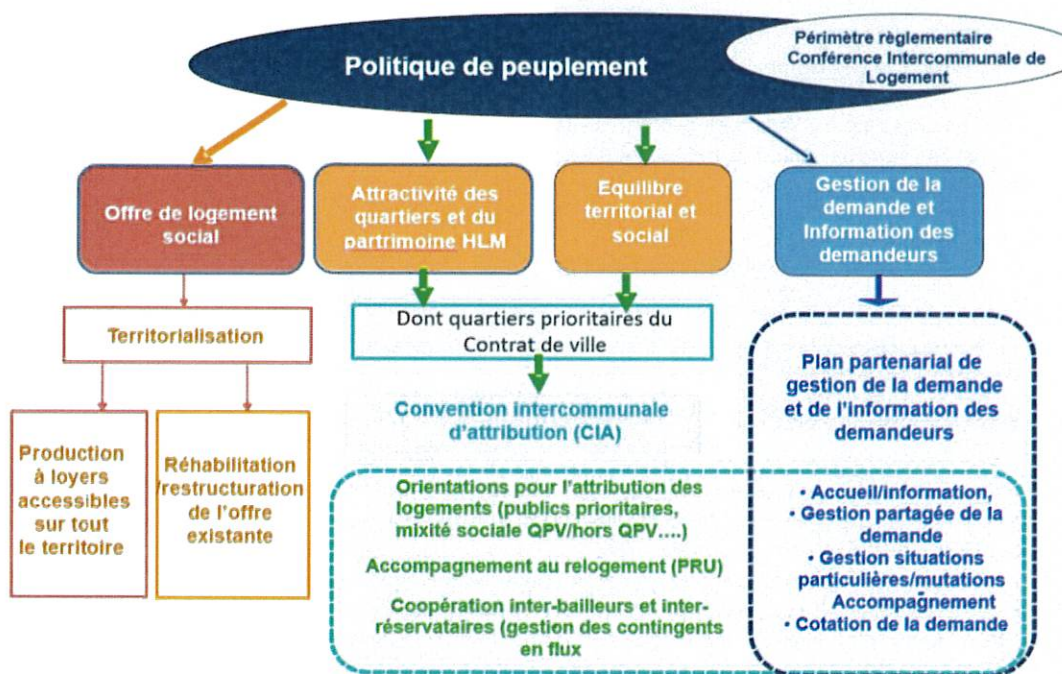 Politique de peuplement
Périmètre règlementaire
Conférence Intercommunale de
Logement
Offre de logement
social
Attractivité des
quartiers et du
partrimoine HLM
Equilibre
territorial et
social
Gestion de la
demande et
Information des
demandeurs
Territorialisation
Dont quartiers prioritaires du
Contrat de ville
Production
à loyers
accessibles
sur tout
le territoire
Réhabilitation
/restructuration
de l'offre
existante
Convention intercommunale
d'attribution (CIA)
Orientations pour l'attribution des
logements (publics prioritaires,
mixité sociale QPV/hors QPV….)
Accompagnement au relogement (PRU)
Coopération inter-bailleurs et inter-
réservataires (gestion des contingents
en flux
Plan partenarial de
gestion de la demande
et de l'information des
demandeurs
• Accueil/information,
• Gestion partagée de la
demande
• Gestion situations
particulières/mutations
Accompagnement
• Cotation de la demande